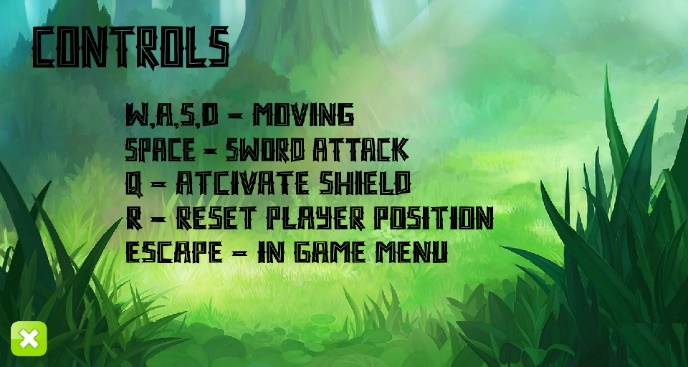 CONTROLS
W,A,S,D - MOVING
SPACE - SWORD ATTACK
Q - ATCIVATE SHIELD
R - RESET PLAYER POSITION
ESCAPE - IN GAME MENU